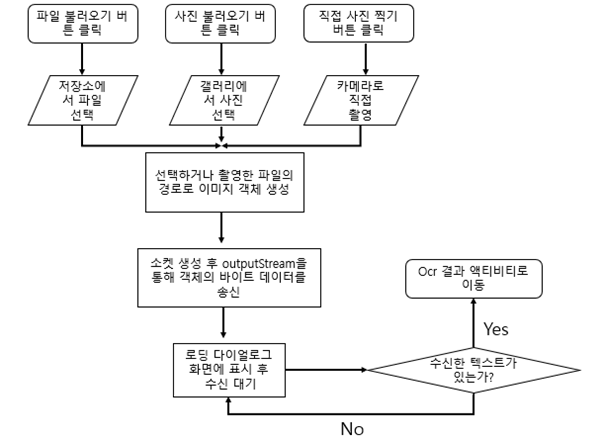 파일 불러오기 버
튼 클릭
사진 불러오기 버
튼 클릭
직접 사진 찍기
버튼 클릭
저장소에
서 파일
선택
갤러리에
서 사진
선택
카메라로
직접
촬영
선택하거나 촬영한 파일의
경로로 이미지 객체 생성
소켓 생성 후 outputStream을
통해 객체의 바이트 데이터를
송신
Ocr 결과 액티비티로
이동
Yes
로딩 다이얼로그
화면에 표시 후
수신 대기
수신한 텍스트가
있는가?
No